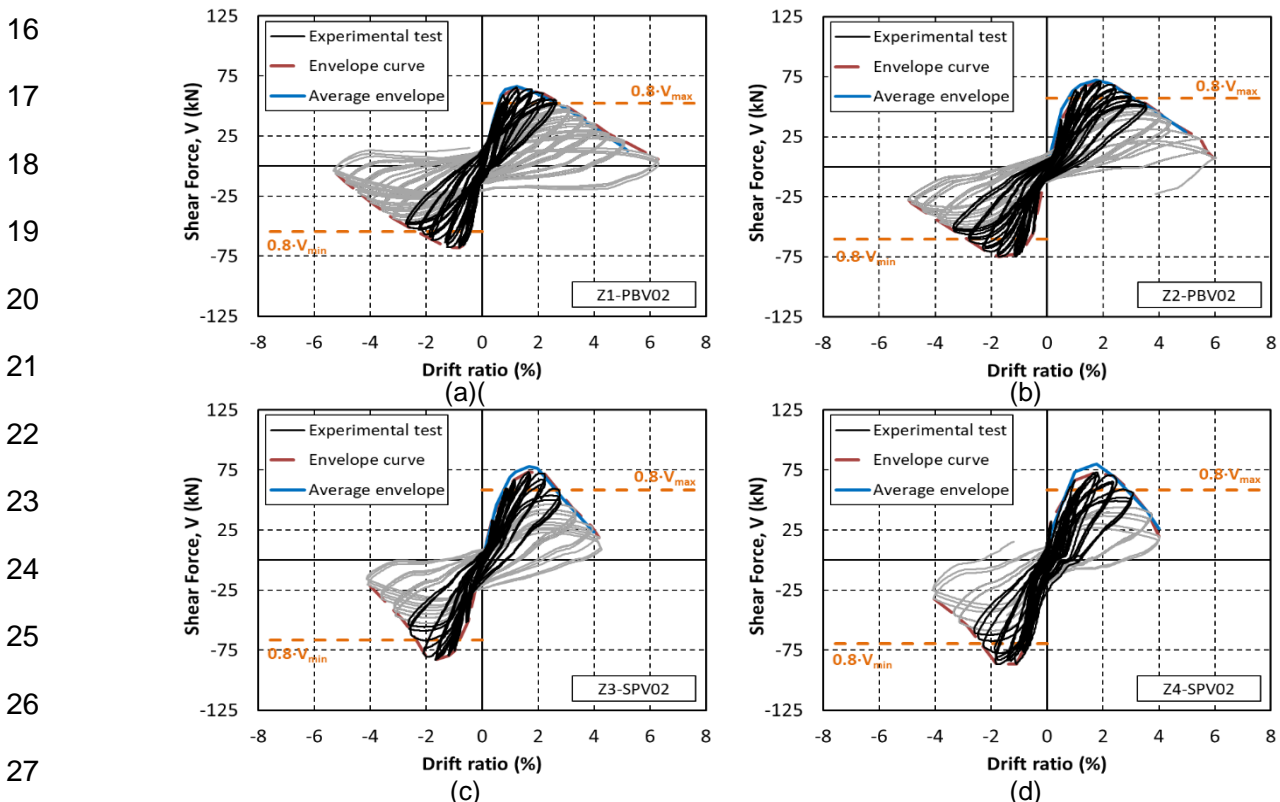 16
17
18
19
20
21
22
23
24
25
26
27
125
75
25
-25
-75
-125
Shear Force, V (kN)
Experimental test
Envelope curve
Average envelope
0.8·Vmax
0.8·Vmin
Z1-PBV02
-8 -6 -4 -2 0 2 4 6 8
Drift ratio (%)
(a)(
125
75
25
-25
-75
-125
Shear Force, V (kN)
Experimental test
Envelope curve
Average envelope
0.8·Vmax
0.8·Vmin
Z2-PBV02
-8 -6 -4 -2 0 2 4 6 8
Drift ratio (%)
(b)
125
75
25
-25
-75
-125
Shear Force, V (kN)
Experimental test
Envelope curve
Average envelope
0.8·Vmax
0.8·Vmin
Z3-SPV02
-8 -6 -4 -2 0 2 4 6 8
Drift ratio (%)
(c)
125
75
25
-25
-75
-125
Shear Force, V (kN)
Experimental test
Envelope curve
Average envelope
0.8·Vmax
0.8·Vmin
Z4-SPV02
-8 -6 -4 -2 0 2 4 6 8
Drift ratio (%)
(d)